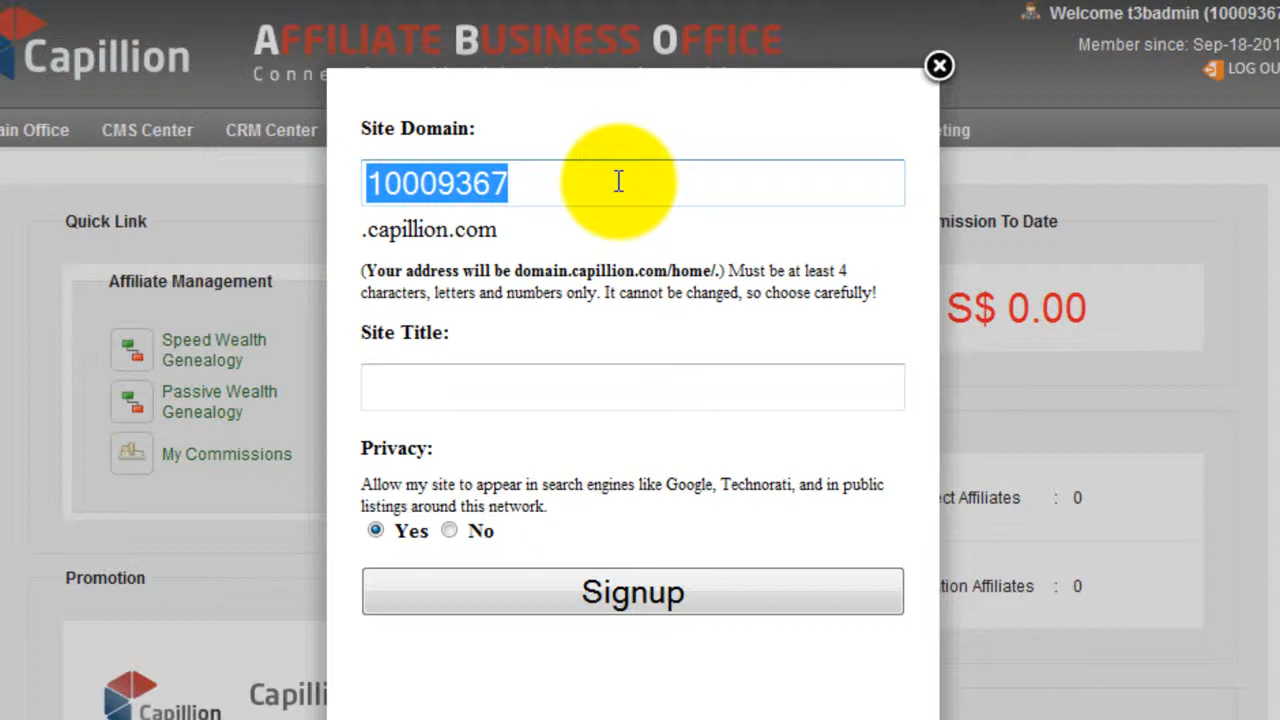 Capillion
AFFILIATE BUSINESS OFFICE
Conne
Welcome t3badmin (10009367
Member since: Sep-18-201
LOG OU
ain Office CMS Center CRM Center ting
Site Domain:
10009367
.capillion.com
(Your address will be domain.capillion.com/home/.) Must be at least 4
characters, letters and numbers only. It cannot be changed, so choose carefully!
Site Title:
Privacy:
Allow my site to appear in search engines like Google, Technorati, and in public
listings around this network.
Yes No
Signup
Quick Link
Affiliate Management
Speed Wealth
Genealogy
Passive Wealth
Genealogy
My Commissions
Promotion
Capillion
Capilli
mission To Date
S$ 0.00
ect Affiliates : 0
tion Affiliates : 0